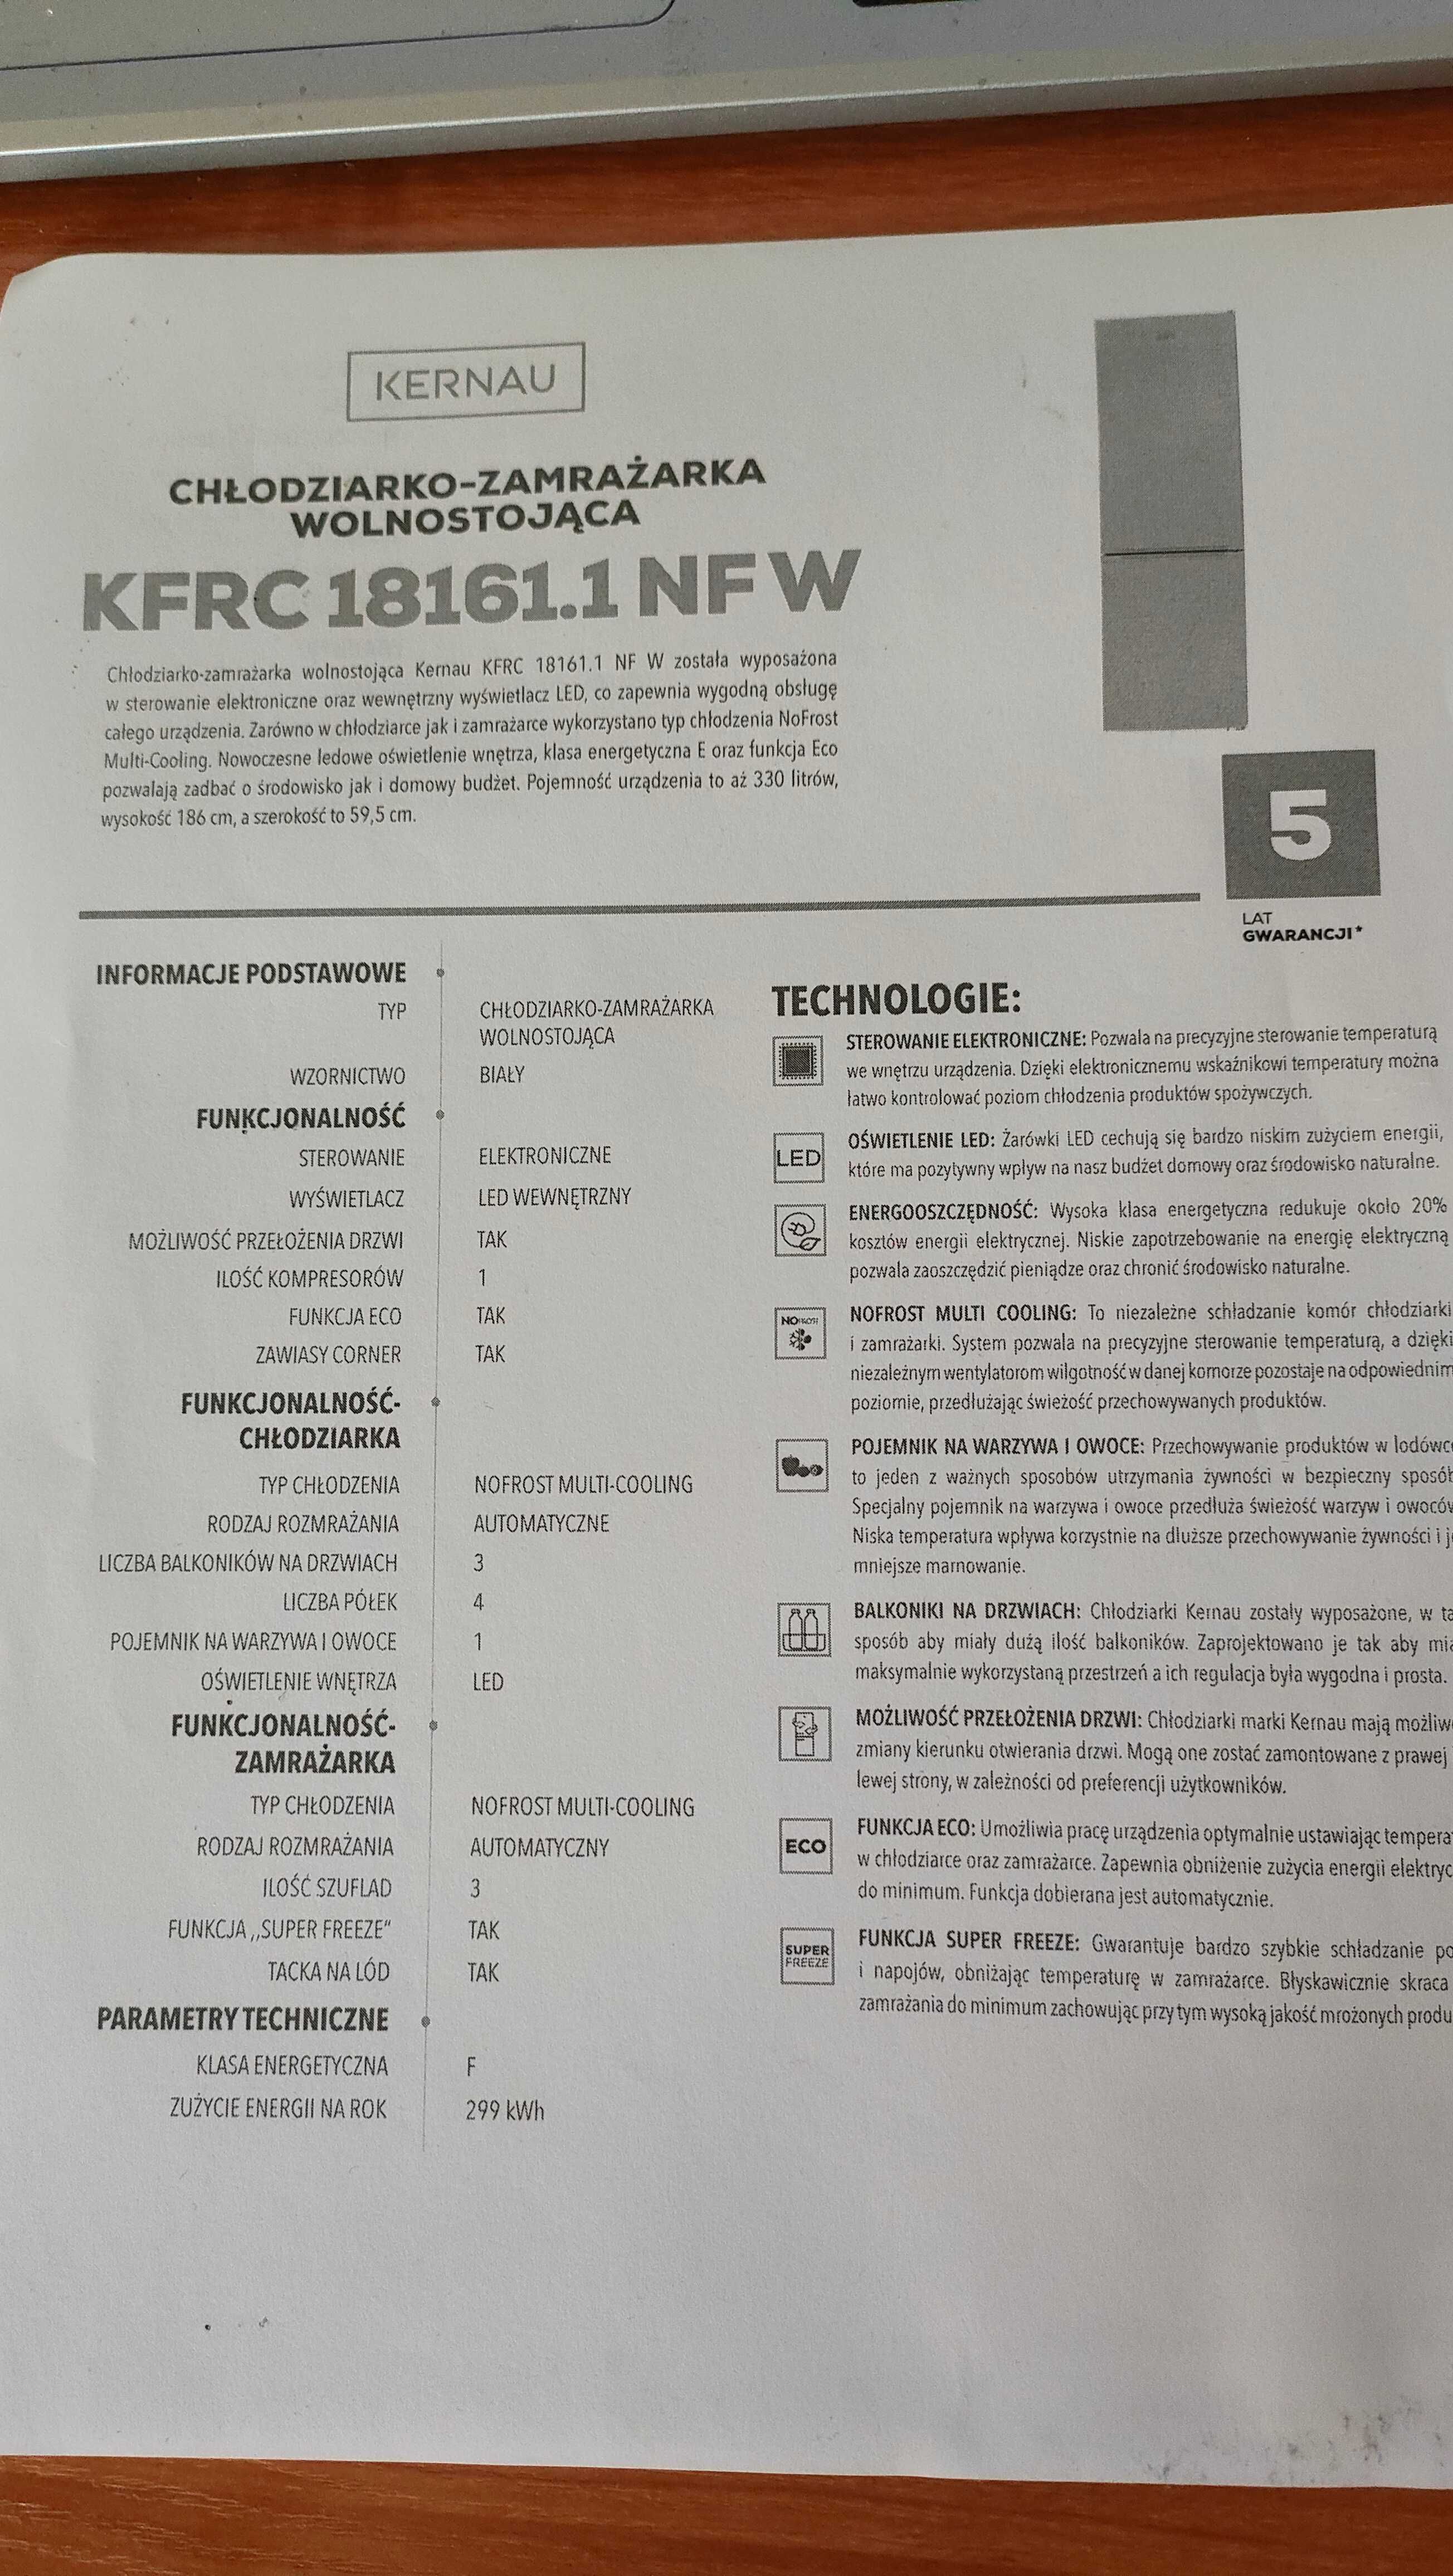 KERNAU
CHŁODZIARKO-ZAMRAŻARKA
WOLNOSTOJĄCA
KFRC 18161.1 NF W
Chłodziarko-zamrażarka wolnostojąca Kernau KFRC 18161.1 NF W została wyposażona
w sterowanie elektroniczne oraz wewnętrzny wyświetlacz LED, co zapewnia wygodną obsługę
całego urządzenia. Zarówno w chłodziarce jak i zamrażarce wykorzystano typ chłodzenia NoFrost
Multi-Cooling. Nowoczesne ledowe oświetlenie wnętrza, klasa energetyczna E oraz funkcja Eco
pozwalają zadbać o środowisko jak i domowy budżet. Pojemność urządzenia to aż 330 litrów,
wysokość 186 cm, a szerokość to 59,5 cm.
5
LAT
GWARANCJI*
INFORMACJE PODSTAWOWE
TYP CHŁODZIARKO-ZAMRAŻARKA
WOLNOSTOJĄCA
WZORNICTWO BIAŁY
FUNKCJONALNOŚĆ
STEROWANIE ELEKTRONICZNE
WYŚWIETLACZ LED WEWNĘTRZNY
MOŻLIWOŚĆ PRZEŁOŻENIA DRZWI TAK
ILOŚĆ KOMPRESORÓW 1
FUNKCJA ECO TAK
ZAWIASY CORNER TAK
FUNKCJONALNOŚĆ-
CHŁODZIARKA
TYP CHŁODZENIA NOFROST MULTI-COOLING
RODZAJ ROZMRAŻANIA AUTOMATYCZNE
LICZBA BALKONIKÓW NA DRZWIACH 3
LICZBA PÓŁEK 4
POJEMNIK NA WARZYWA I OWOCE 1
OŚWIETLENIE WNĘTRZA LED
FUNKCJONALNOŚĆ-
ZAMRAŻARKA
TYP CHŁODZENIA NOFROST MULTI-COOLING
RODZAJ ROZMRAŻANIA AUTOMATYCZNY
ILOŚĆ SZUFLAD 3
FUNKCJA „SUPER FREEZE" TAK
TACKA NA LÓD TAK
PARAMETRY TECHNICZNE
KLASA ENERGETYCZNA F
ZUŻYCIE ENERGII NA ROK 299 kWh
TECHNOLOGIE:
STEROWANIE ELEKTRONICZNE: Pozwala na precyzyjne sterowanie temperaturą
we wnętrzu urządzenia. Dzięki elektronicznemu wskaźnikowi temperatury można
łatwo kontrolować poziom chłodzenia produktów spożywczych.
LED
OŚWIETLENIE LED: Żarówki LED cechują się bardzo niskim zużyciem energii,
które ma pozytywny wpływ na nasz budżet domowy oraz środowisko naturalne.
ENERGOOSZCZĘDNOŚĆ: Wysoka klasa energetyczna redukuje około 20%
kosztów energii elektrycznej. Niskie zapotrzebowanie na energię elektryczną
pozwala zaoszczędzić pieniądze oraz chronić środowisko naturalne.
NOFROST
NOFROST MULTI COOLING: To niezależne schładzanie komór chłodziarki
i zamrażarki. System pozwala na precyzyjne sterowanie temperaturą, a dzięki
niezależnym wentylatorom wilgotność w danej komorze pozostaje na odpowiednim
poziomie, przedłużając świeżość przechowywanych produktów.
POJEMNIK NA WARZYWA I OWOCE: Przechowywanie produktów w lodówc
to jeden z ważnych sposobów utrzymania żywności w bezpieczny sposób
Specjalny pojemnik na warzywa i owoce przedłuża świeżość warzyw i owoców
Niska temperatura wpływa korzystnie na dłuższe przechowywanie żywności i j
mniejsze marnowanie.
BALKONIKI NA DRZWIACH: Chłodziarki Kernau zostały wyposażone, w ta
sposób aby miały dużą ilość balkoników. Zaprojektowano je tak aby mia
maksymalnie wykorzystaną przestrzeń a ich regulacja była wygodna i prosta.
MOŻLIWOŚĆ PRZEŁOŻENIA DRZWI: Chłodziarki marki Kernau mają możliw
zmiany kierunku otwierania drzwi. Mogą one zostać zamontowane z prawej
lewej strony, w zależności od preferencji użytkowników.
ECO
FUNKCJA ECO: Umożliwia pracę urządzenia optymalnie ustawiając tempera
w chłodziarce oraz zamrażarce. Zapewnia obniżenie zużycia energii elektryc
do minimum. Funkcja dobierana jest automatycznie.
SUPER
FREEZE
FUNKCJA SUPER FREEZE: Gwarantuje bardzo szybkie schładzanie po
i napojów, obniżając temperaturę w zamrażarce. Błyskawicznie skraca
zamrażania do minimum zachowując przy tym wysoką jakość mrożonych produ